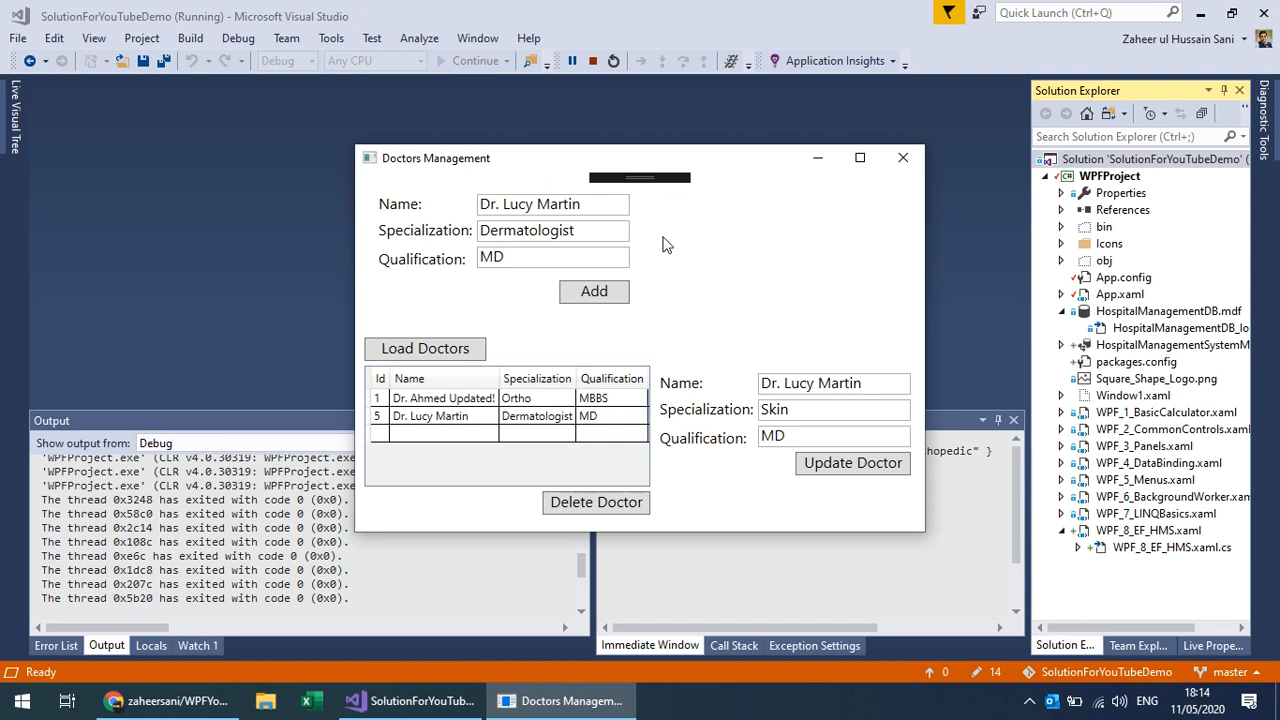 SolutionForYouTubeDemo (Running) - Microsoft Visual Studio
Quick Launch (Ctrl+Q)
File Edit View Project Build Debug Team Tools Test Analyze Window Help
Zaheer ul Hussain Sani
Debug Any CPU Continue Application Insights
Live Visual Tree
Doctors Management
Name: Dr. Lucy Martin
Specialization: Dermatologist
Qualification: MD
Add
Load Doctors
Id Name Specialization Qualification
1 Dr. Ahmed Updated! Ortho MBBS
5 Dr. Lucy Martin Dermatologist MD
Delete Doctor
Name: Dr. Lucy Martin
Specialization: Skin
Qualification: MD
Update Doctor
Output
Show output from: Debug
'WPFProject.exe' (CLR v4.0.30319: WPFProject.exe
'WPFProject.exe' (CLR v4.0.30319: WPFProject.exe
'WPFProject.exe' (CLR v4.0.30319: WPFProject.exe
The thread 0x3248 has exited with code 0 (0x0).
The thread 0x58c0 has exited with code 0 (0x0).
The thread 0x2c14 has exited with code 0 (0x0).
The thread 0x108c has exited with code 0 (0x0).
The thread 0xe6c has exited with code 0 (0x0).
The thread 0x1dc8 has exited with code 0 (0x0).
The thread 0x207c has exited with code 0 (0x0).
The thread 0x5b20 has exited with code 0 (0x0).
hopedic" }
Error List Output Locals Watch 1
Immediate Window Call Stack Exception Settings
Solution Explorer
Search Solution Explorer (Ctrl+;)
Solution 'SolutionForYouTubeDemo' (
WPFProject
Properties
References
bin
Icons
obj
App.config
App.xaml
HospitalManagementDB.mdf
HospitalManagementDB_lo
HospitalManagementSystemM
packages.config
Square_Shape_Logo.png
Window1.xaml
WPF_1_BasicCalculator.xaml
WPF_2_CommonControls.xaml
WPF_3_Panels.xaml
WPF_4_DataBinding.xaml
WPF_5_Menus.xaml
WPF_6_BackgroundWorker.xam
WPF_7_LINQBasics.xaml
WPF_8_EF_HMS.xaml
WPF_8_EF_HMS.xaml.cs
Solution E... Team Expl... Live Prope...
Diagnostic Tools
Ready
0 14 SolutionForYouTubeDemo master
zaheersani/WPFYo... SolutionForYouTub... Doctors Managem...
ENG
18:14
11/05/2020